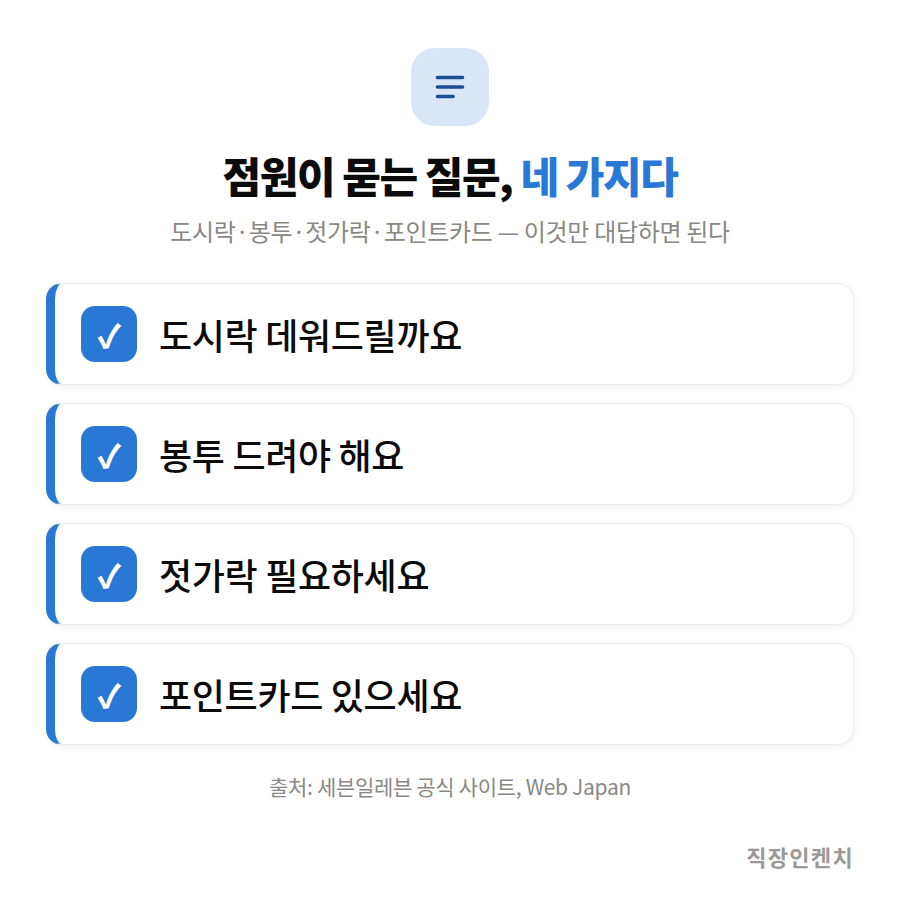 점원이 묻는 질문, 네 가지다
도시락 · 봉투 · 젓가락 · 포인트카드 — 이것만 대답하면 된다
도시락 데워드릴까요
봉투 드려야 해요
젓가락 필요하세요
포인트카드 있으세요
출처: 세븐일레븐 공식 사이트, Web Japan
직장인켄치